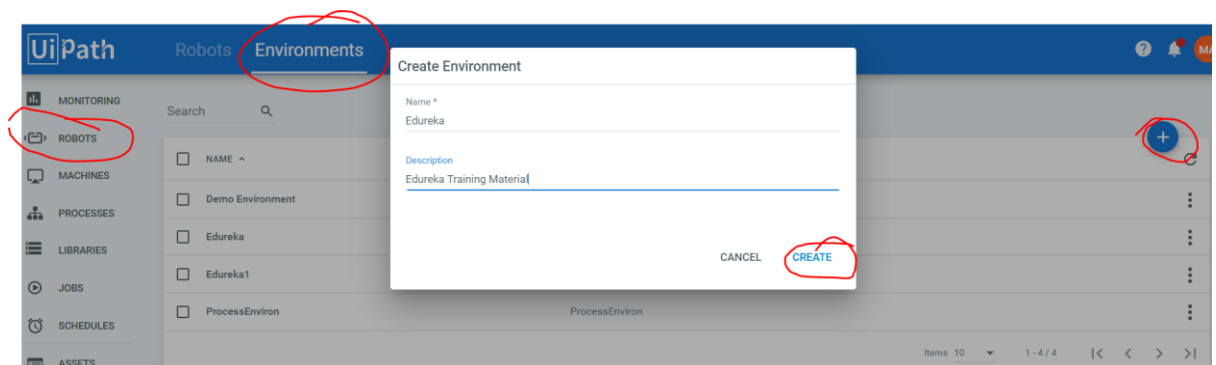 UiPath Robots Environments MA
MONITORING
ROBOTS
MACHINES
PROCESSES
LIBRARIES
JOBS
SCHEDULES
ASSETS
Search
NAME
Demo Environment
Edureka
Edureka1
ProcessEnviron ProcessEnviron
Items 10 1 - 4 / 4
Create Environment
Name *
Edureka
Description
Edureka Training Material
CANCEL CREATE